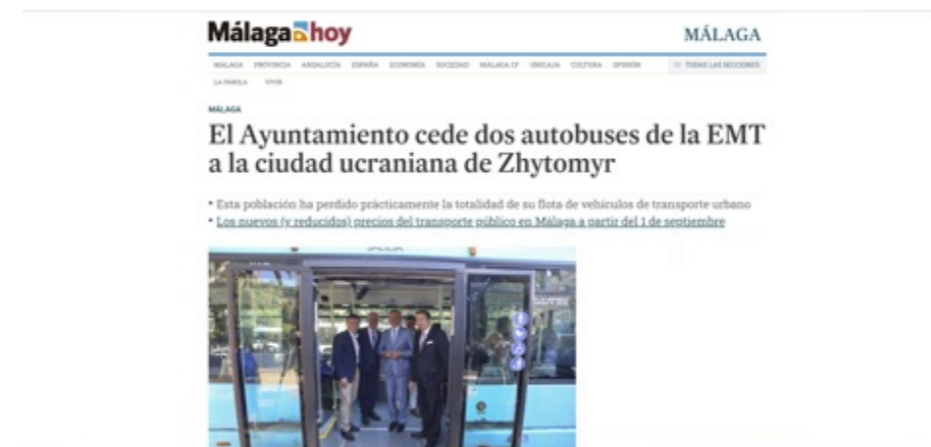 Málaga hoy
MÁLAGA
MÁLAGA PROVINCIA ANDALUCÍA ESPAÑA ECONOMÍA SOCIEDAD MÁLAGA CF UNICAJA CULTURA OPINIÓN TODAS LAS SECCIONES
LA FAROLA VIVIR
MÁLAGA
El Ayuntamiento cede dos autobuses de la EMT
a la ciudad ucraniana de Zhytomyr
• Esta población ha perdido prácticamente la totalidad de su flota de vehículos de transporte urbano
• Los nuevos (y reducidos) precios del transporte público en Málaga a partir del 1 de septiembre